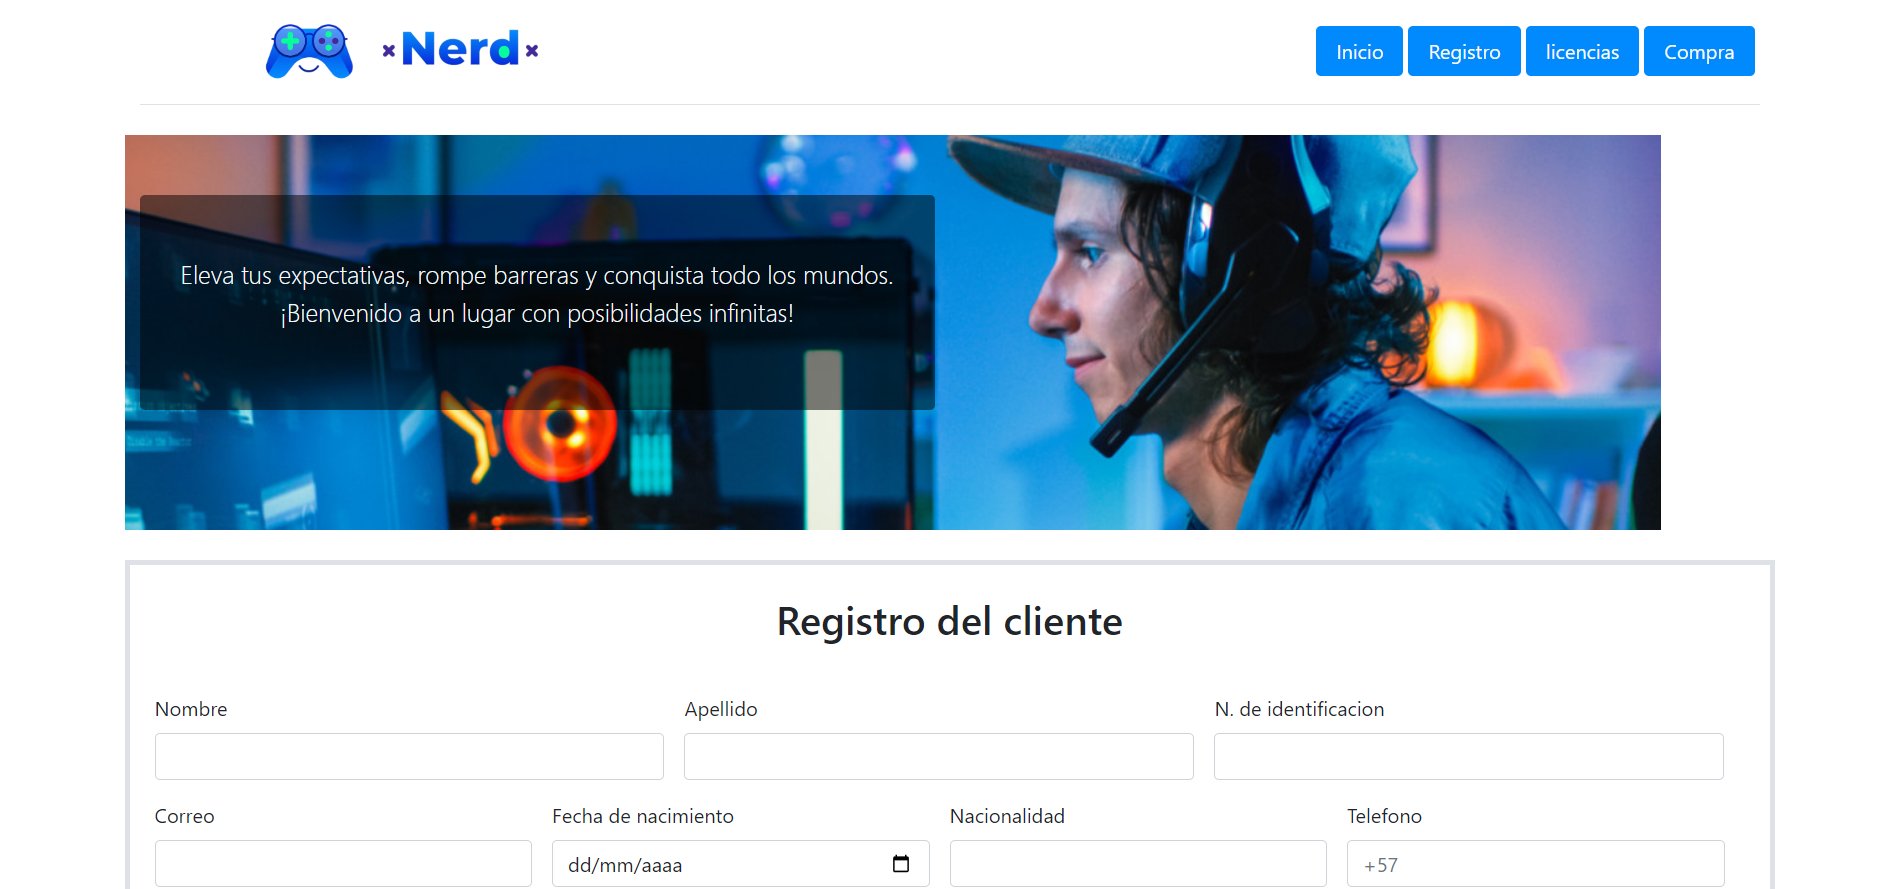 Nerd
Inicio
Registro
licencias
Compra
Eleva tus expectativas, rompe barreras y conquista todo los mundos.
¡Bienvenido a un lugar con posibilidades infinitas!
Registro del cliente
Nombre
Apellido
N. de identificacion
Correo
Fecha de nacimiento
Nacionalidad
Telefono
dd/mm/aaaa
+57